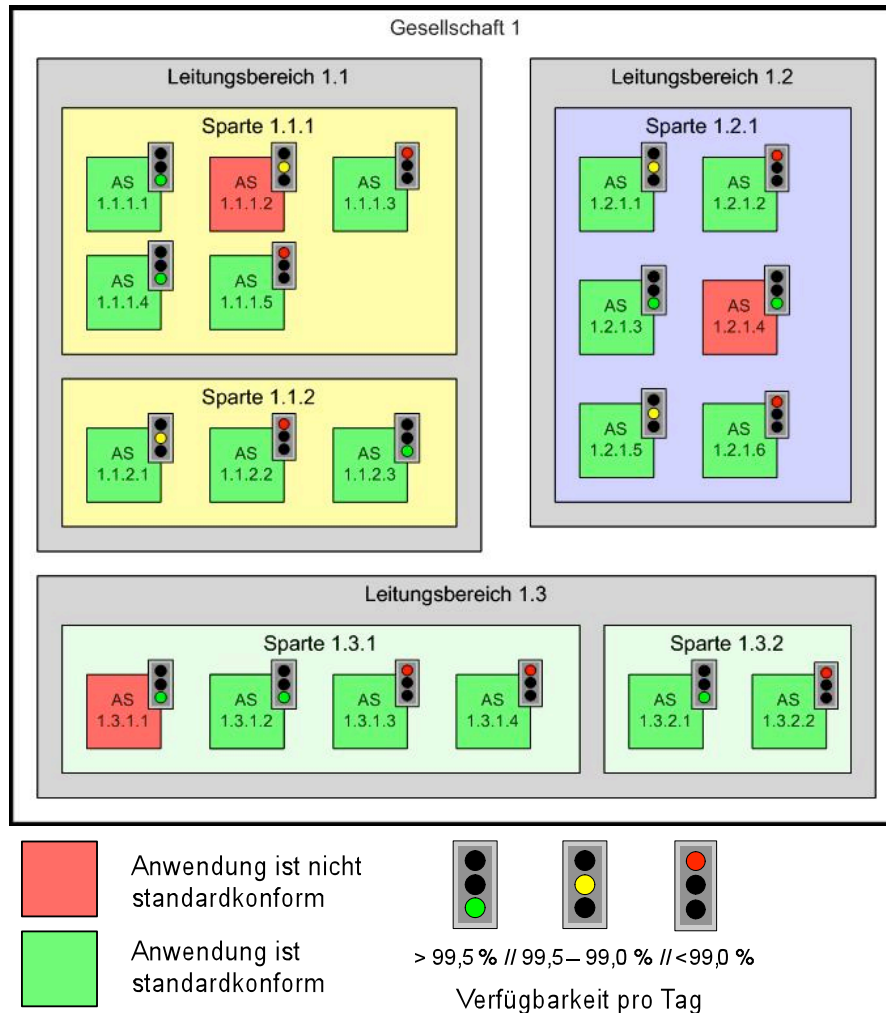 Gesellschaft 1
Leitungsbereich 1.1
Sparte 1.1.1
AS
1.1.1.1
AS
1.1.1.2
AS
1.1.1.3
AS
1.1.1.4
AS
1.1.1.5
Sparte 1.1.2
AS
1.1.2.1
AS
1.1.2.2
AS
1.1.2.3
Leitungsbereich 1.2
Sparte 1.2.1
AS
1.2.1.1
AS
1.2.1.2
AS
1.2.1.3
AS
1.2.1.4
AS
1.2.1.5
AS
1.2.1.6
Leitungsbereich 1.3
Sparte 1.3.1
AS
1.3.1.1
AS
1.3.1.2
AS
1.3.1.3
AS
1.3.1.4
Sparte 1.3.2
AS
1.3.2.1
AS
1.3.2.2
Anwendung ist nicht
standardkonform
Anwendung ist
standardkonform
> 99,5 % // 99,5 – 99,0 % // <99,0 %
Verfügbarkeit pro Tag